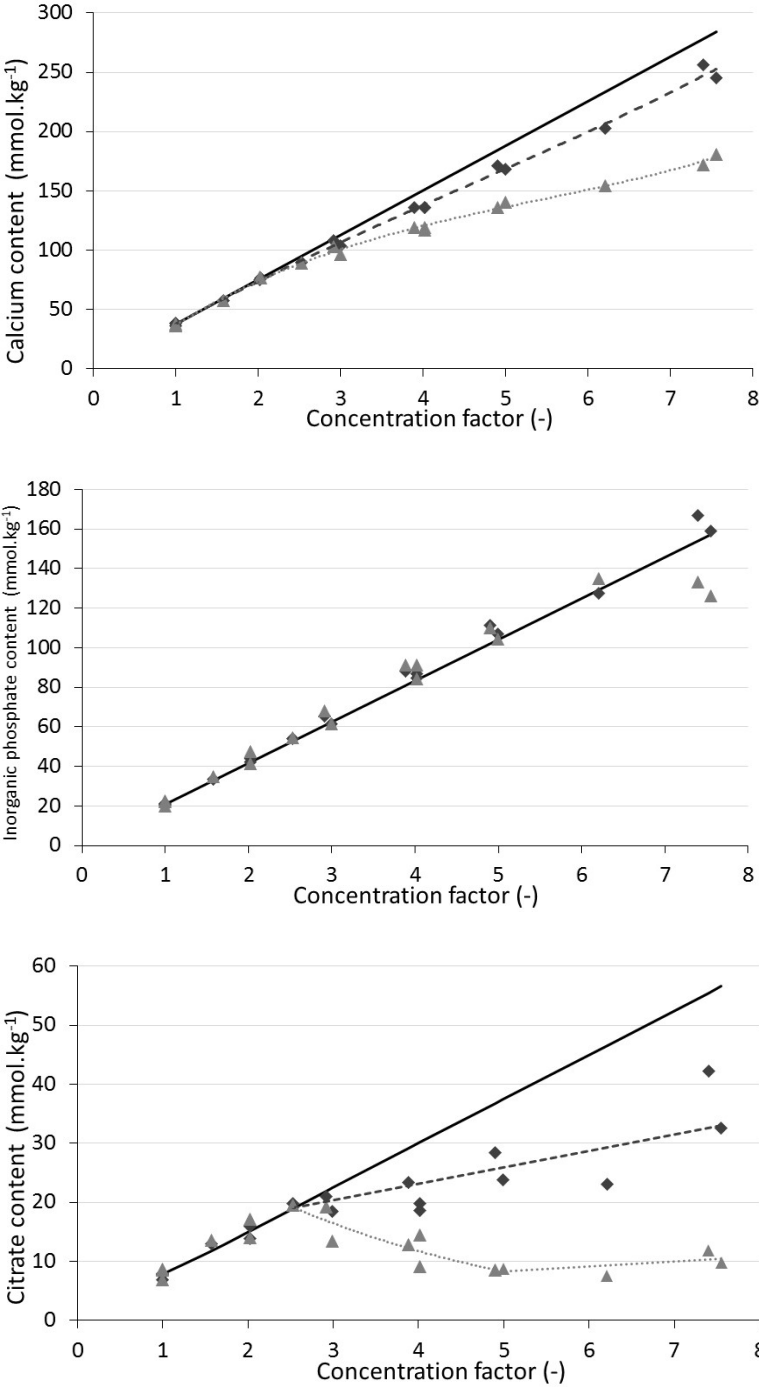 300
250
200
150
100
50
0
Calcium content (mmol.kg-1)
0 1 2 3 4 5 6 7 8
Concentration factor (-)
180
160
140
120
100
80
60
40
20
0
Inorganic phosphate content (mmol.kg-1)
0 1 2 3 4 5 6 7 8
Concentration factor (-)
60
50
40
30
20
10
0
Citrate content (mmol.kg-1)
0 1 2 3 4 5 6 7 8
Concentration factor (-)